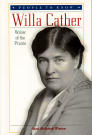 PEOPLE TO KNOW
Willa Cather
Writer
of the
Prairie